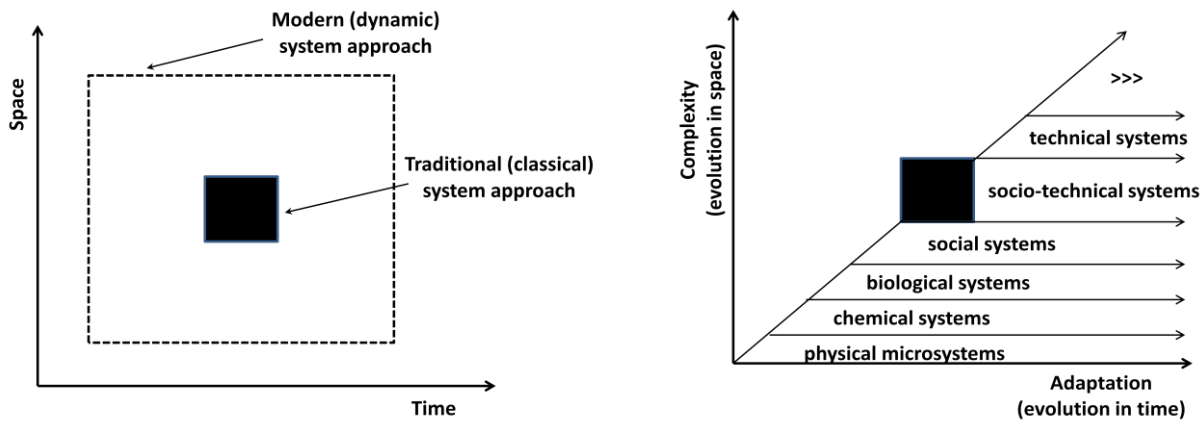 Modern (dynamic)
system approach
Space
Traditional (classical)
system approach
Time
Complexity
(evolution in space)
>>>
technical systems
socio-technical systems
social systems
biological systems
chemical systems
physical microsystems
Adaptation
(evolution in time)